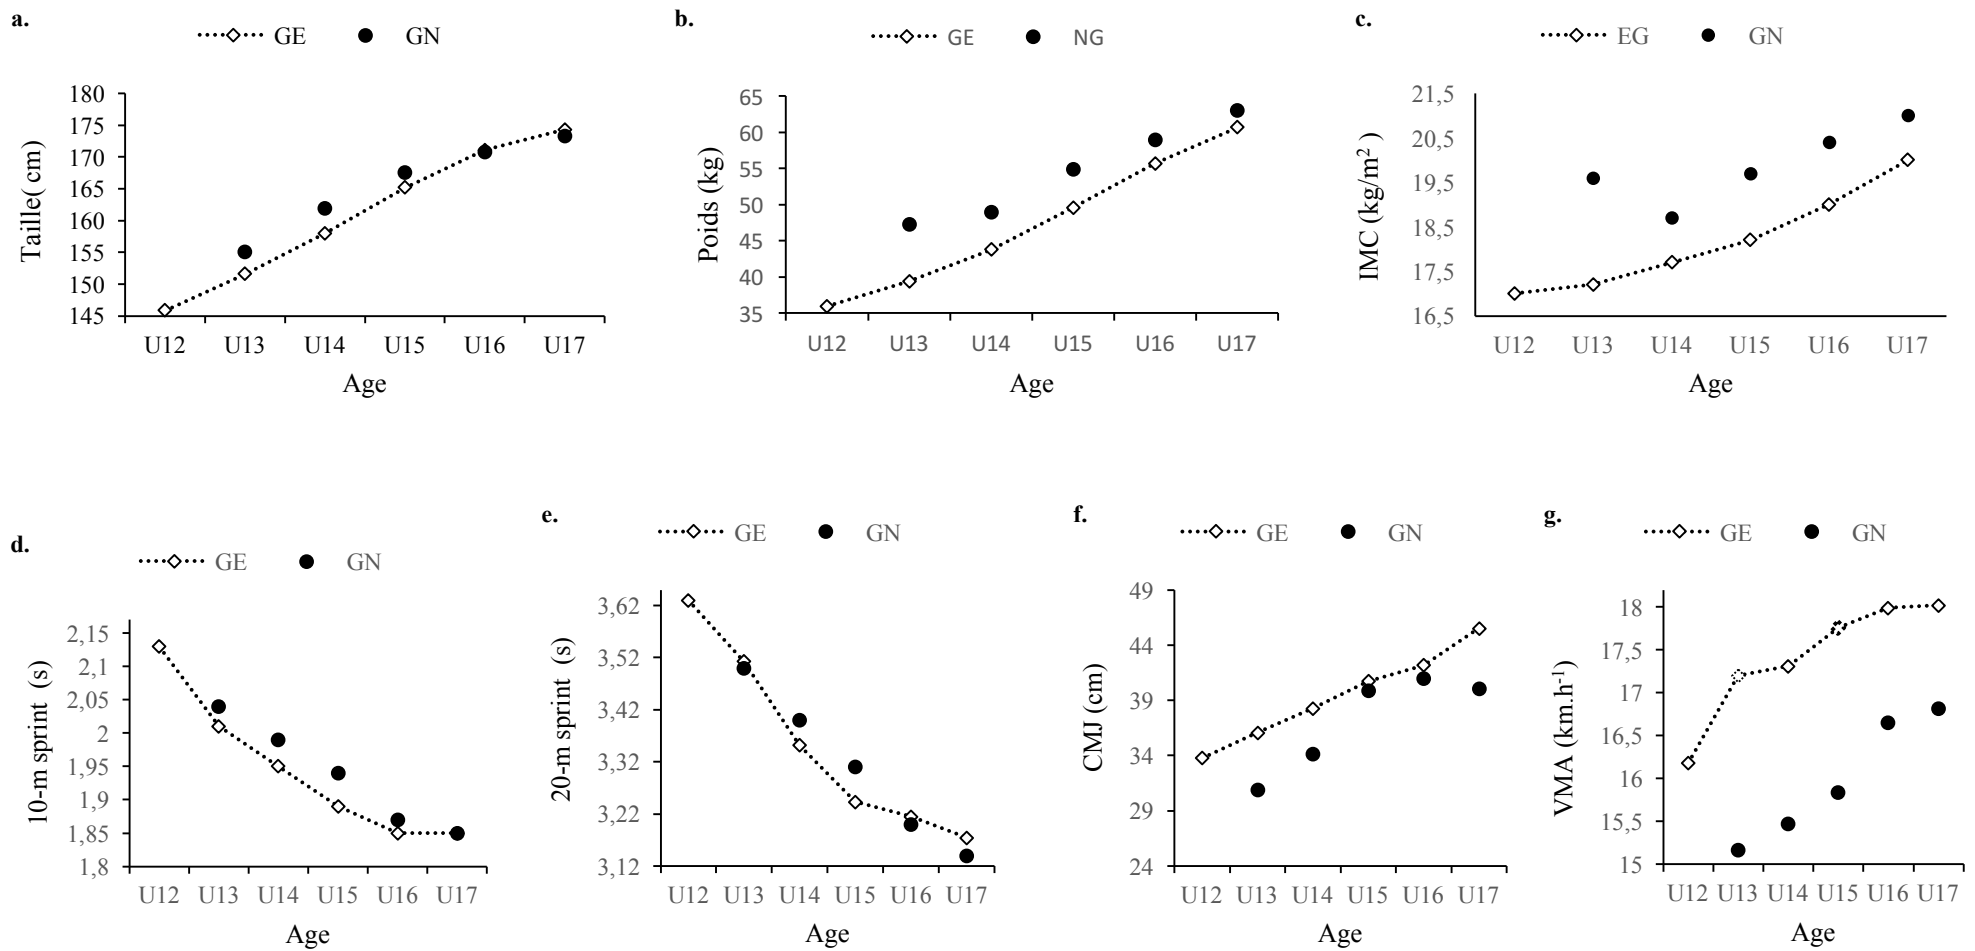 a.
GE GN
Taille( cm)
180
175
170
165
160
155
150
145
U12 U13 U14 U15 U16 U17
Age
b.
GE NG
Poids (kg)
65
60
55
50
45
40
35
U12 U13 U14 U15 U16 U17
Age
c.
EG GN
IMC (kg/m²)
21,5
20,5
19,5
18,5
17,5
16,5
U12 U13 U14 U15 U16 U17
Age
d.
GE GN
10-m sprint (s)
2,15
2,1
2,05
2
1,95
1,9
1,85
1,8
U12 U13 U14 U15 U16 U17
Age
e.
GE GN
20-m sprint (s)
3,62
3,52
3,42
3,32
3,22
3,12
U12 U13 U14 U15 U16 U17
Age
f.
GE GN
CMJ (cm)
49
44
39
34
29
24
U12 U13 U14 U15 U16 U17
Age
g.
GE GN
VMA (km.h⁻¹)
18
17,5
17
16,5
16
15,5
15
U12 U13 U14 U15 U16 U17
Age